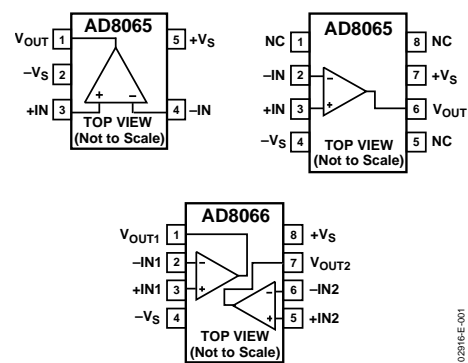 AD8065
VOUT 1
5 +VS
–VS 2
+ –
+IN 3
4 –IN
TOP VIEW
(Not to Scale)
AD8065
NC 1
8 NC
–IN 2
–
7 +VS
+IN 3
+
6 VOUT
–VS 4
5 NC
TOP VIEW
(Not to Scale)
AD8066
VOUT1 1
8 +VS
–IN1 2
–
7 VOUT2
+IN1 3
+
–
6 –IN2
–VS 4
+
5 +IN2
TOP VIEW
(Not to Scale)
02916-E-001